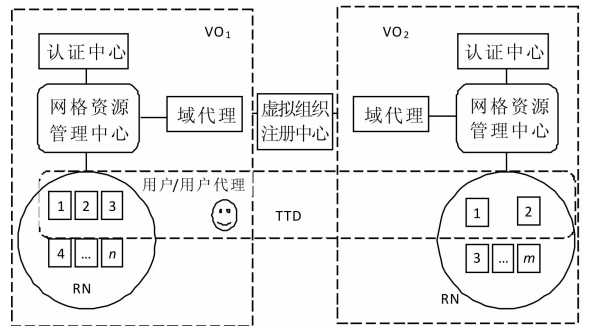 VO1
认证中心
网格资源
管理中心
域代理
虚拟组织
注册中心
VO2
认证中心
域代理
网格资源
管理中心
用户/用户代理
1 2 3
TTD
4 … n
RN
1 2
3 … m
RN